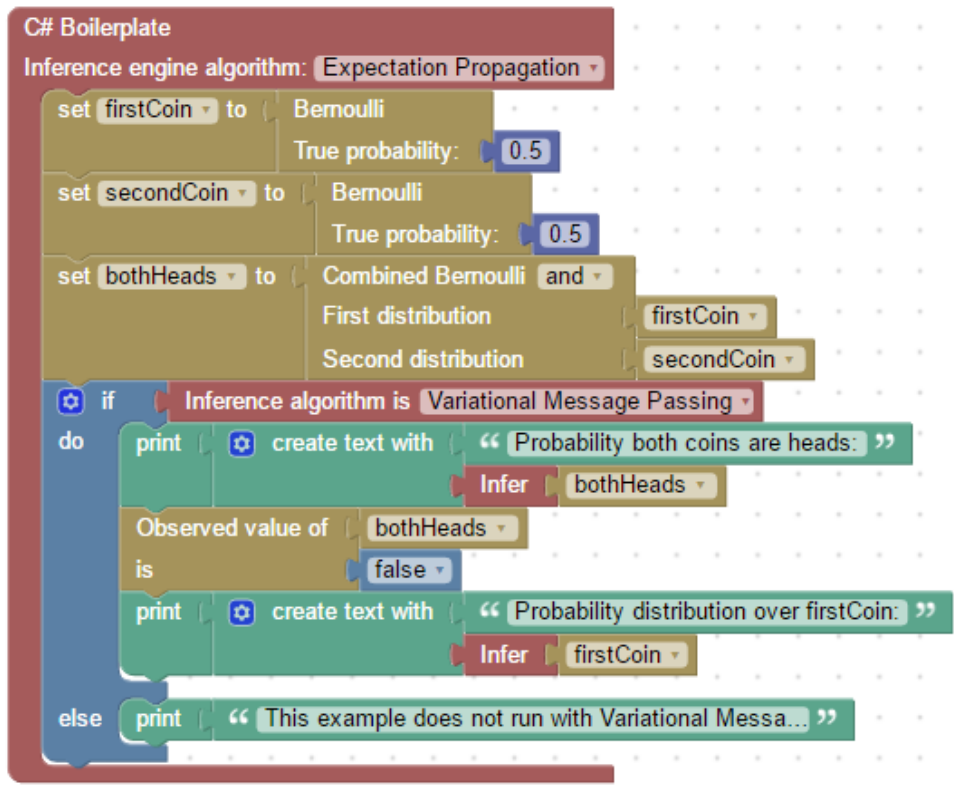 C# Boilerplate
Inference engine algorithm: Expectation Propagation
set firstCoin to Bernoulli
True probability: 0.5
set secondCoin to Bernoulli
True probability: 0.5
set bothHeads to Combined Bernoulli and
First distribution firstCoin
Second distribution secondCoin
if Inference algorithm is Variational Message Passing
do print create text with “ Probability both coins are heads: ”
Infer bothHeads
Observed value of bothHeads
is false
print create text with “ Probability distribution over firstCoin: ”
Infer firstCoin
else print “ This example does not run with Variational Messa... ”